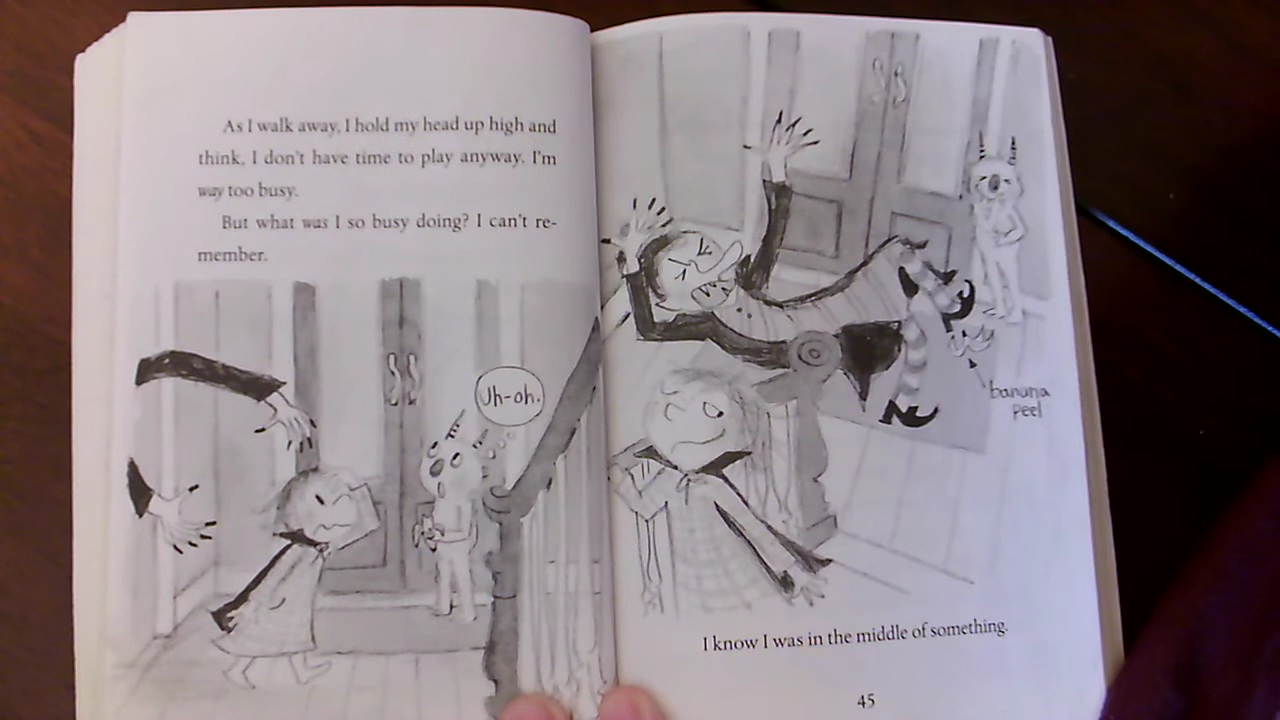 As I walk away, I hold my head up high and
think, I don't have time to play anyway. I'm
way too busy.
But what was I so busy doing? I can't re-
member.
Uh-oh.
banana
peel
I know I was in the middle of something.
45